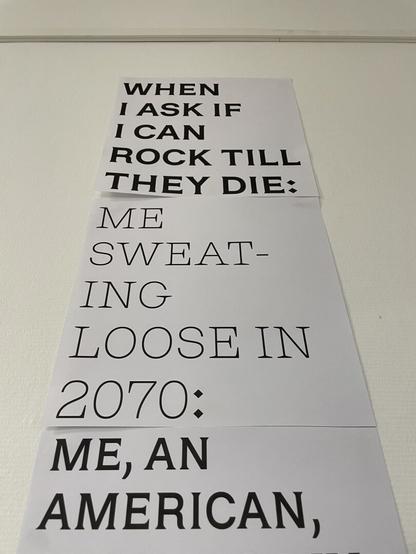 WHEN
I ASK IF
I CAN
ROCK TILL
THEY DIE:
ME
SWEAT-
ING
LOOSE IN
2070:
ME, AN
AMERICAN,